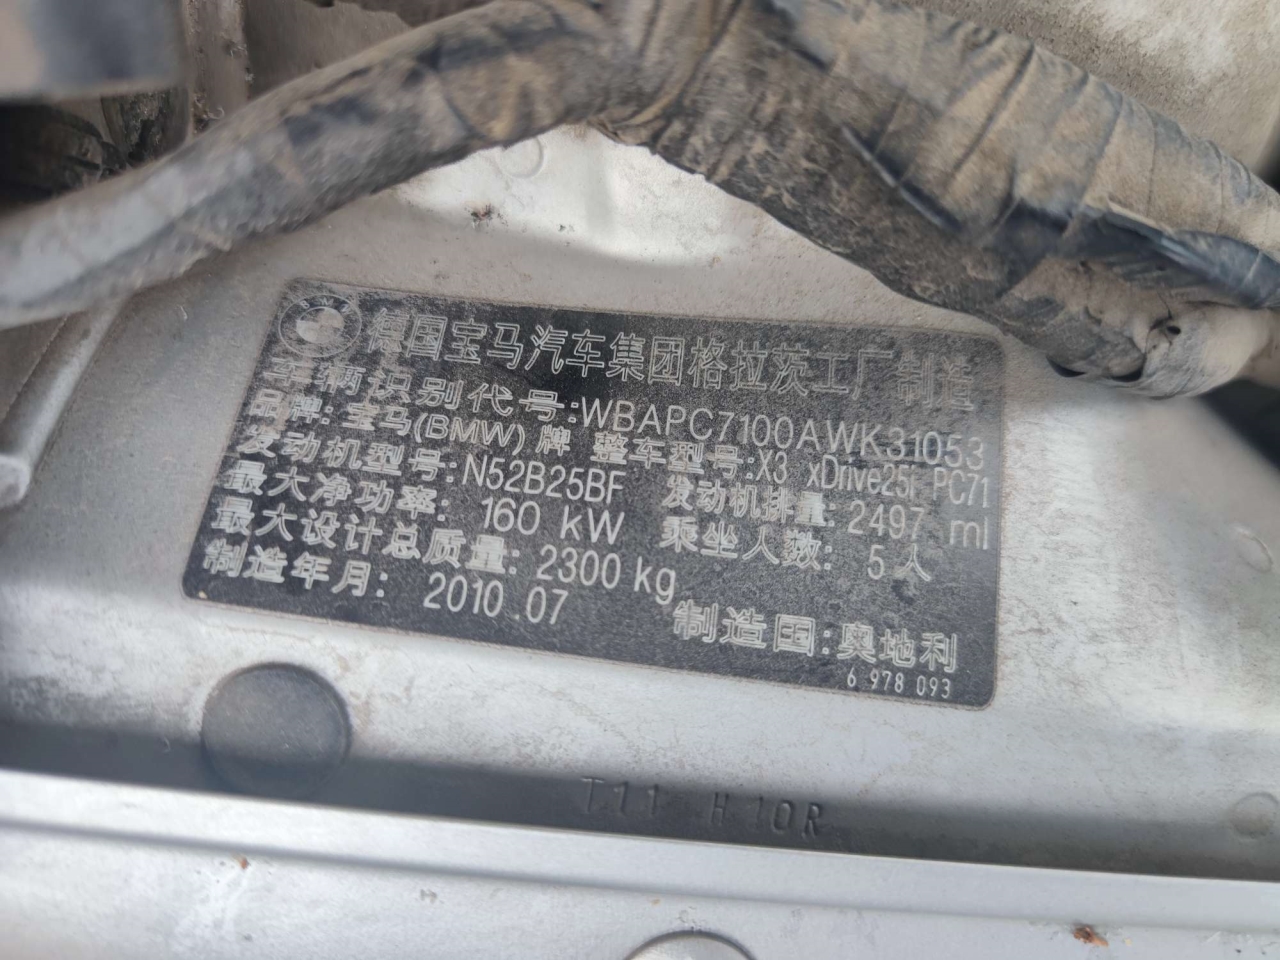 BMW 德国宝马汽车集团格拉茨工厂制造
车辆识别代号:WBAPC7100AWK31053
品牌:宝马(BMW)牌 整车型号:X3 xDrive25i PC71
发动机型号:N52B25BF 发动机排量:2497 ml
最大净功率: 160 kW 乘坐人数: 5人
最大设计总质量: 2300 kg
制造年月: 2010.07 制造国:奥地利
6 978 093
T11 H10R